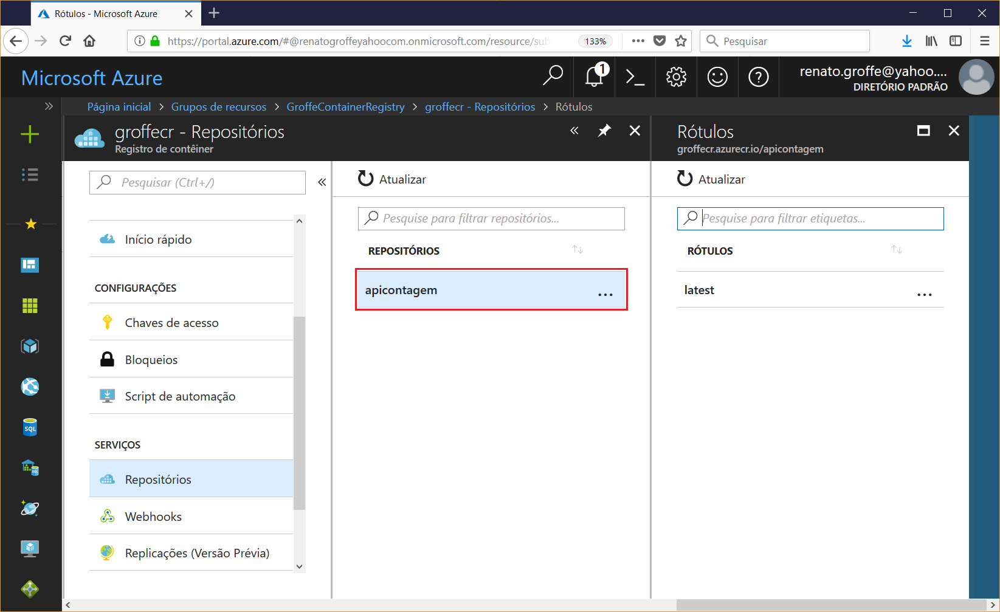 Rótulos - Microsoft Azure
https://portal.azure.com/#@renatogroffeyahoocom.onmicrosoft.com/resource/sub
133%
Pesquisar
Microsoft Azure
1
renato.groffe@yahoo....
DIRETÓRIO PADRÃO
Página inicial > Grupos de recursos > GroffeContainerRegistry > groffecr - Repositórios > Rótulos
groffecr - Repositórios
Registro de contêiner
Pesquisar (Ctrl+/)
Início rápido
CONFIGURAÇÕES
Chaves de acesso
Bloqueios
Script de automação
SERVIÇOS
Repositórios
Webhooks
Replicações (Versão Prévia)
Atualizar
Pesquise para filtrar repositórios...
REPOSITÓRIOS
apicontagem
...
Rótulos
groffecr.azurecr.io/apicontagem
Atualizar
Pesquise para filtrar etiquetas...
RÓTULOS
latest
...
SQL
SQL